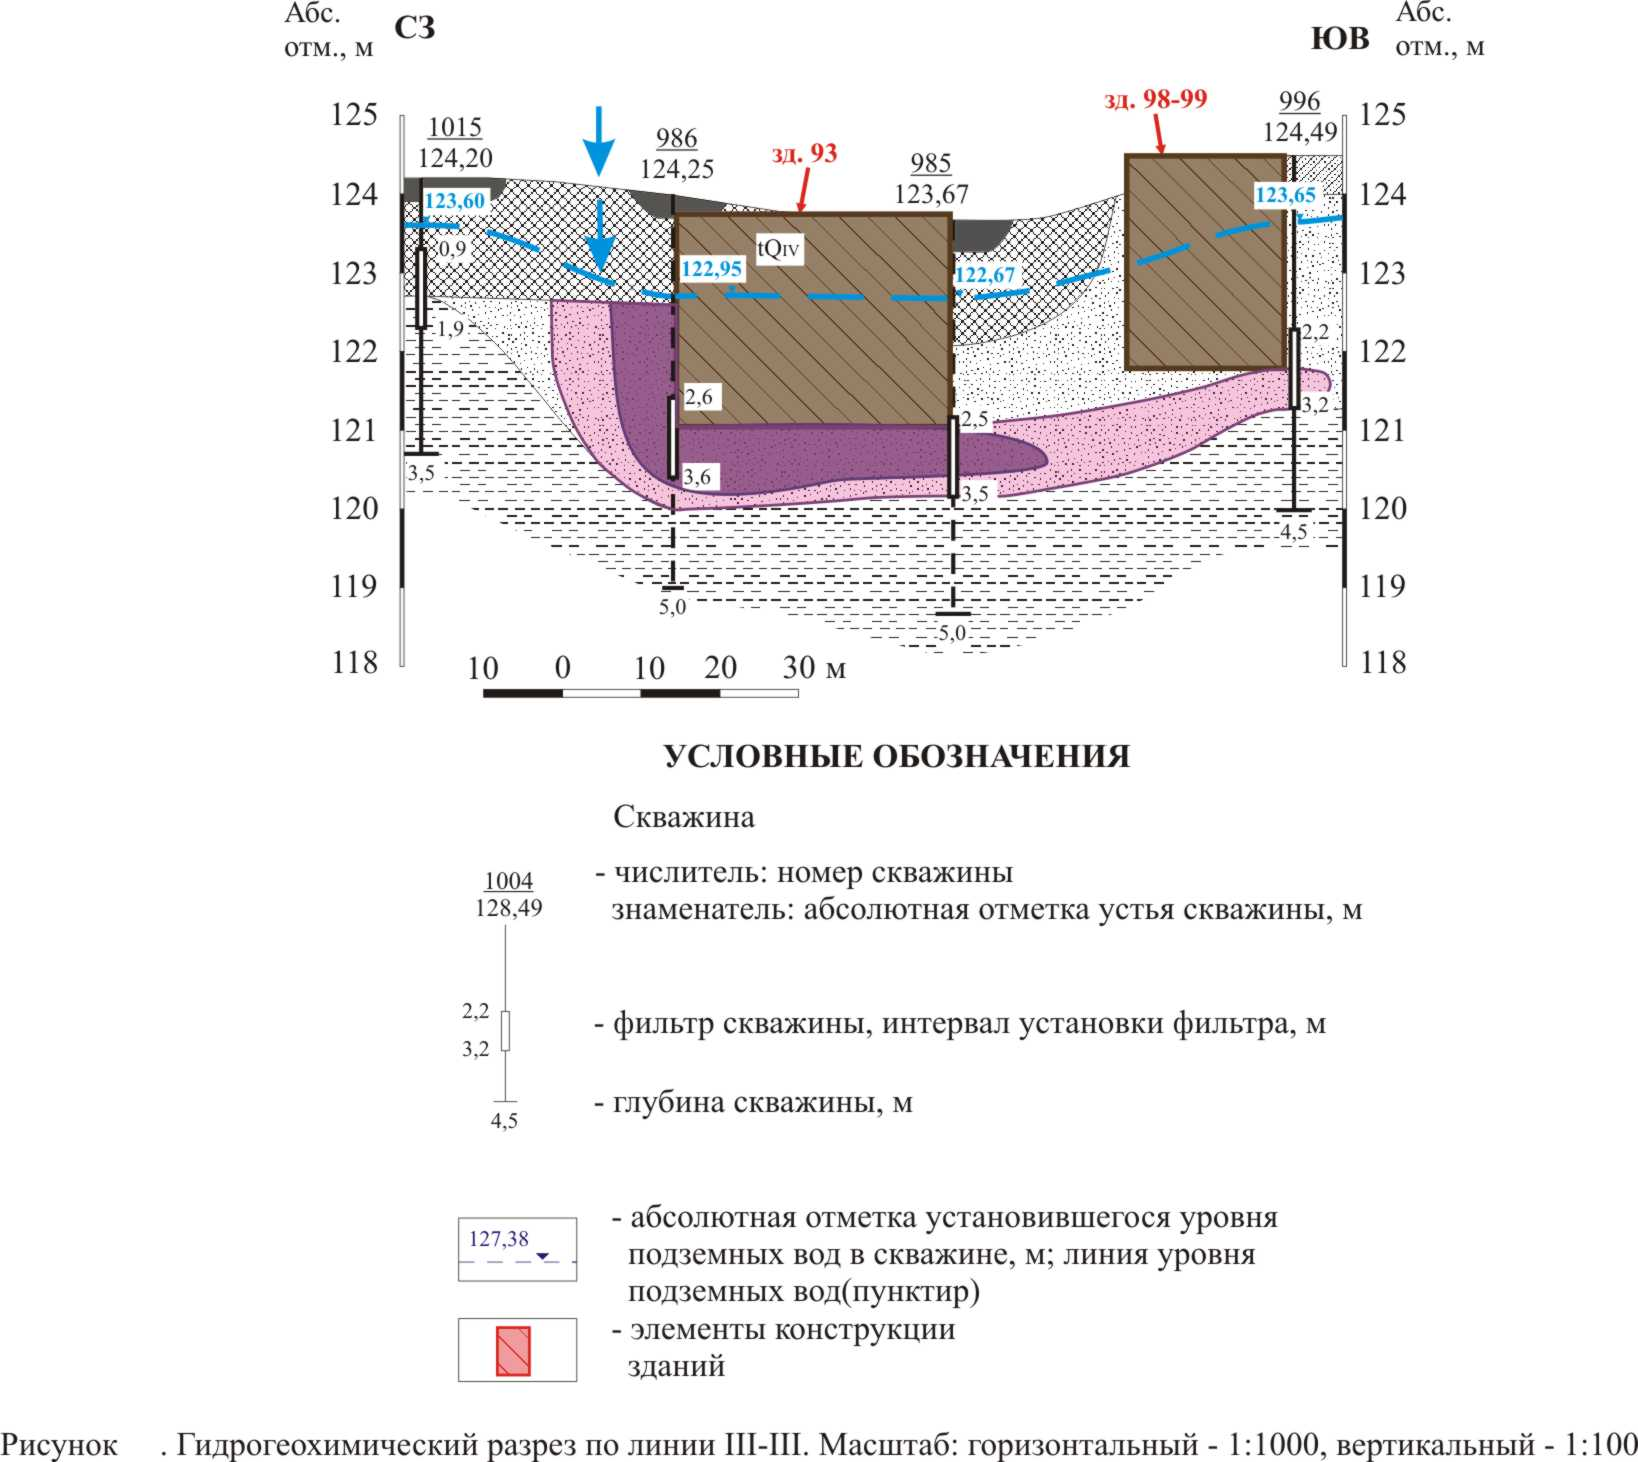 Абс.
отм., м
СЗ
ЮВ
Абс.
отм., м
125
124
123
122
121
120
119
118
1015
124,20
986
124,25
зд. 93
985
123,67
зд. 98-99
996
124,49
125
124
123
122
121
120
119
118
123,60
0,9
1,9
3,5
122,95
tQIV
2,6
3,6
5,0
122,67
2,5
3,5
5,0
123,65
2,2
3,2
4,5
10 0 10 20 30 м
УСЛОВНЫЕ ОБОЗНАЧЕНИЯ
Скважина
1004
128,49
- числитель: номер скважины
знаменатель: абсолютная отметка устья скважины, м
2,2
3,2
- фильтр скважины, интервал установки фильтра, м
4,5
- глубина скважины, м
127,38
- абсолютная отметка установившегося уровня
подземных вод в скважине, м; линия уровня
подземных вод(пунктир)
- элементы конструкции
зданий
Рисунок . Гидрогеохимический разрез по линии III-III. Масштаб: горизонтальный - 1:1000, вертикальный - 1:100